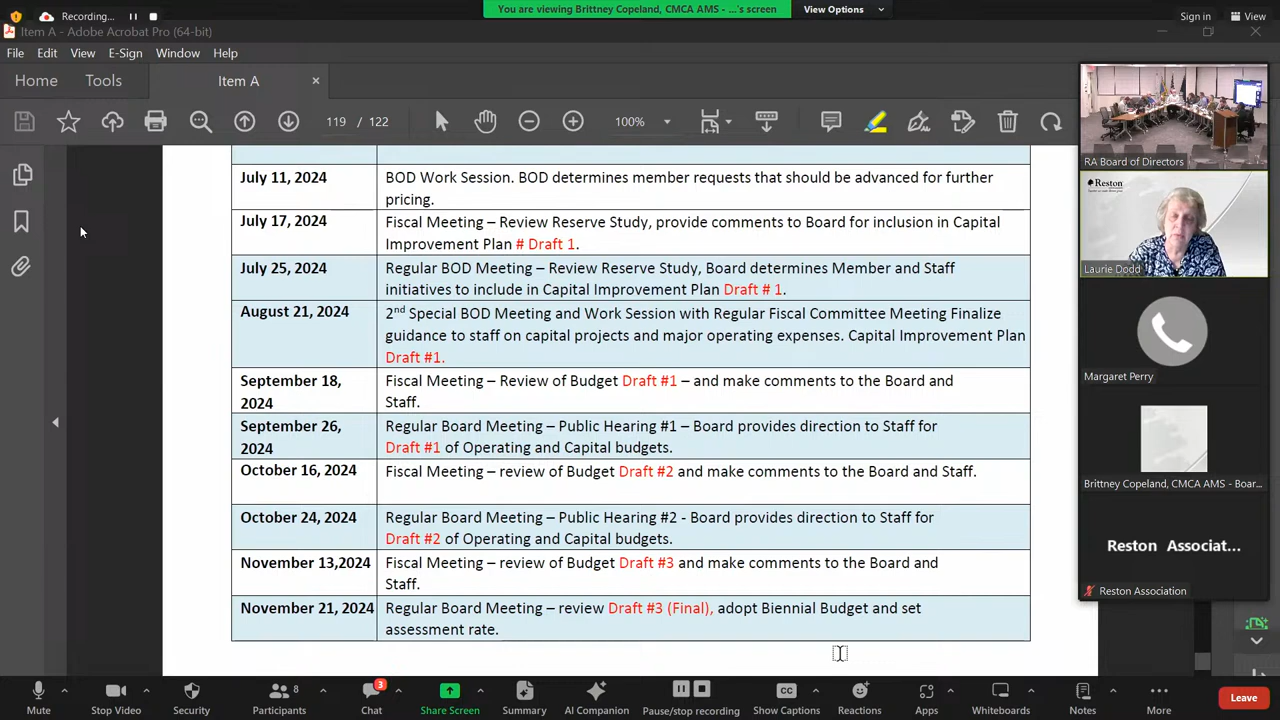 Recording...
You are viewing Brittney Copeland, CMCA AMS - ...'s screen
View Options
Sign in
View
Item A - Adobe Acrobat Pro (64-bit)
File Edit View E-Sign Window Help
Home Tools Item A
119 / 122
100%
July 11, 2024
BOD Work Session. BOD determines member requests that should be advanced for further
pricing.
July 17, 2024
Fiscal Meeting – Review Reserve Study, provide comments to Board for inclusion in Capital
Improvement Plan # Draft 1.
July 25, 2024
Regular BOD Meeting – Review Reserve Study, Board determines Member and Staff
initiatives to include in Capital Improvement Plan Draft # 1.
August 21, 2024
2nd Special BOD Meeting and Work Session with Regular Fiscal Committee Meeting Finalize
guidance to staff on capital projects and major operating expenses. Capital Improvement Plan
Draft #1.
September 18,
2024
Fiscal Meeting – Review of Budget Draft #1 – and make comments to the Board and
Staff.
September 26,
2024
Regular Board Meeting – Public Hearing #1 – Board provides direction to Staff for
Draft #1 of Operating and Capital budgets.
October 16, 2024
Fiscal Meeting – review of Budget Draft #2 and make comments to the Board and Staff.
October 24, 2024
Regular Board Meeting – Public Hearing #2 - Board provides direction to Staff for
Draft #2 of Operating and Capital budgets.
November 13,2024
Fiscal Meeting – review of Budget Draft #3 and make comments to the Board and
Staff.
November 21, 2024
Regular Board Meeting – review Draft #3 (Final), adopt Biennial Budget and set
assessment rate.
RA Board of Directors
Reston
Laurie Dodd
Margaret Perry
Brittney Copeland, CMCA AMS - Boar...
Reston Associat...
Reston Association
Mute
Stop Video
Security
Participants
8
Chat
3
Share Screen
Summary
AI Companion
Pause/stop recording
CC
Show Captions
Reactions
Apps
Whiteboards
Notes
More
Leave